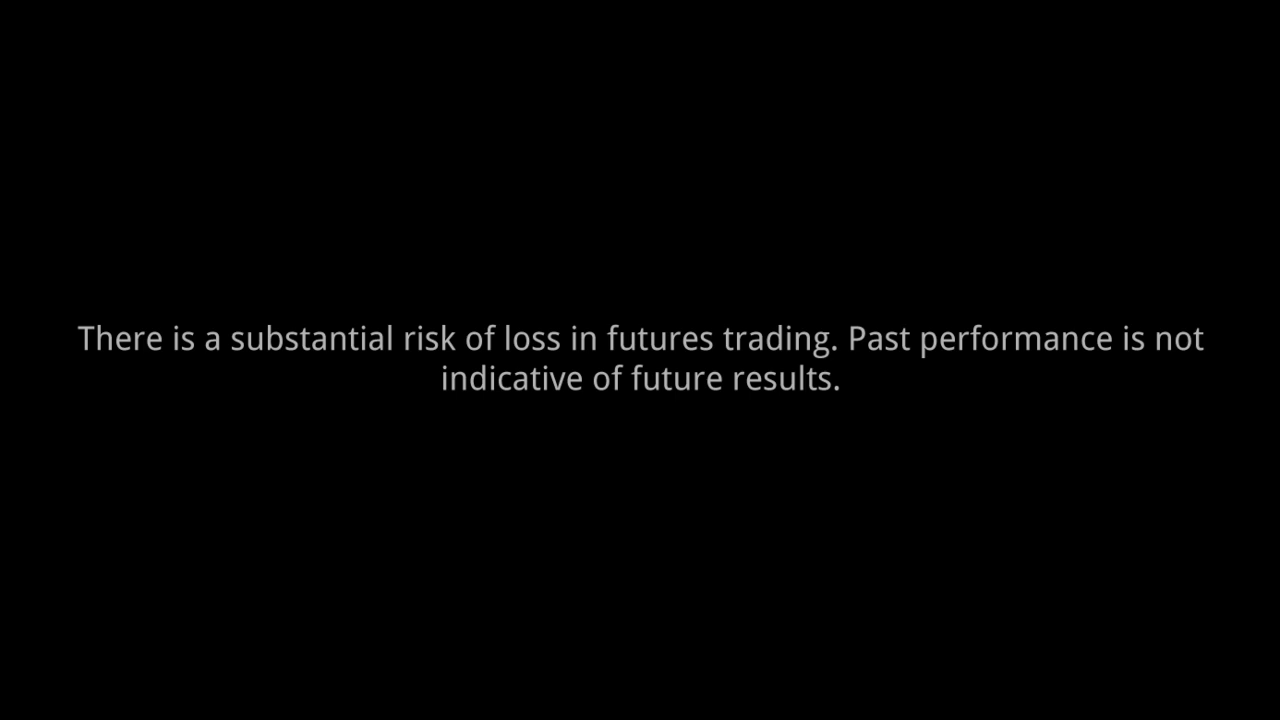 There is a substantial risk of loss in futures trading. Past performance is not
indicative of future results.